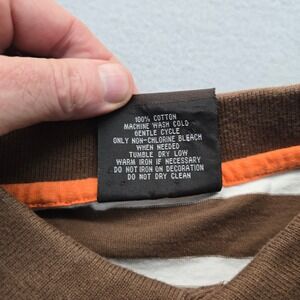 100% COTTON
MACHINE WASH COLD
GENTLE CYCLE
ONLY NON-CHLORINE BLEACH
WHEN NEEDED
TUMBLE DRY LOW
WARM IRON IF NECESSARY
DO NOT IRON ON DECORATION
DO NOT DRY CLEAN